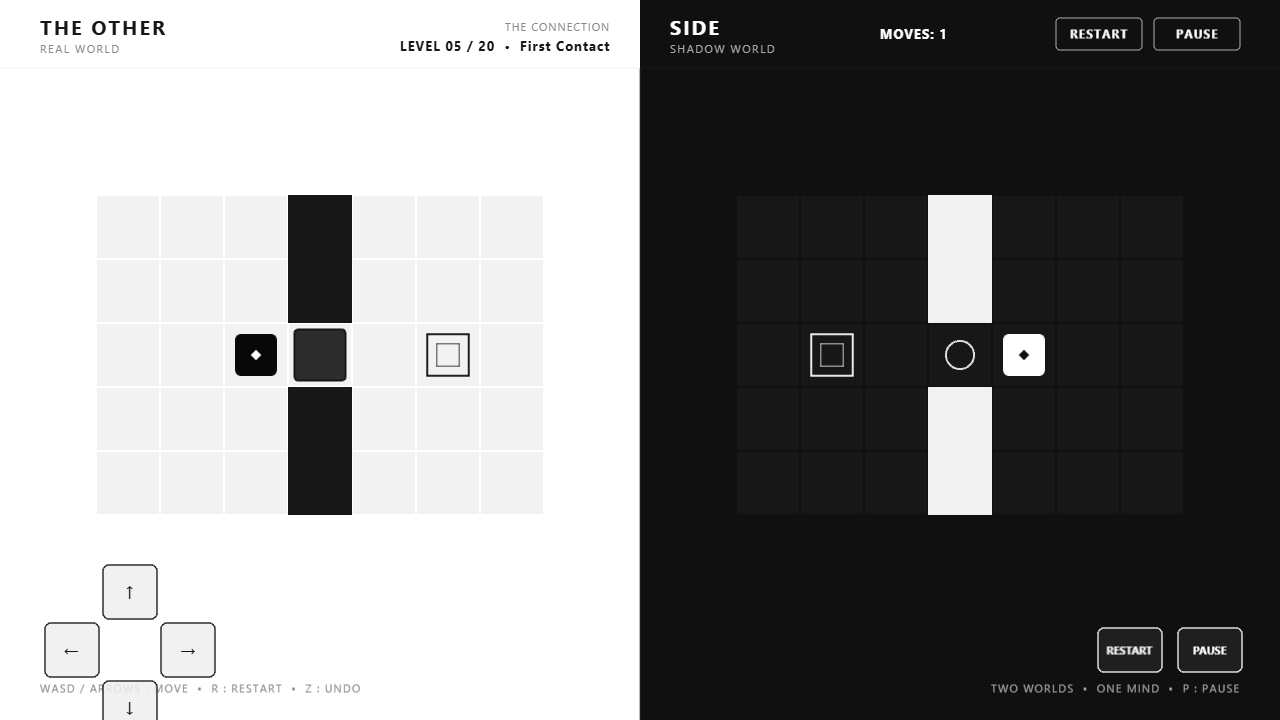 THE OTHER
REAL WORLD
THE CONNECTION
LEVEL 05 / 20 • First Contact
SIDE
SHADOW WORLD
MOVES: 1
RESTART
PAUSE
↑
← →
↓
WASD / ARROWS : MOVE • R : RESTART • Z : UNDO
RESTART
PAUSE
TWO WORLDS • ONE MIND • P : PAUSE